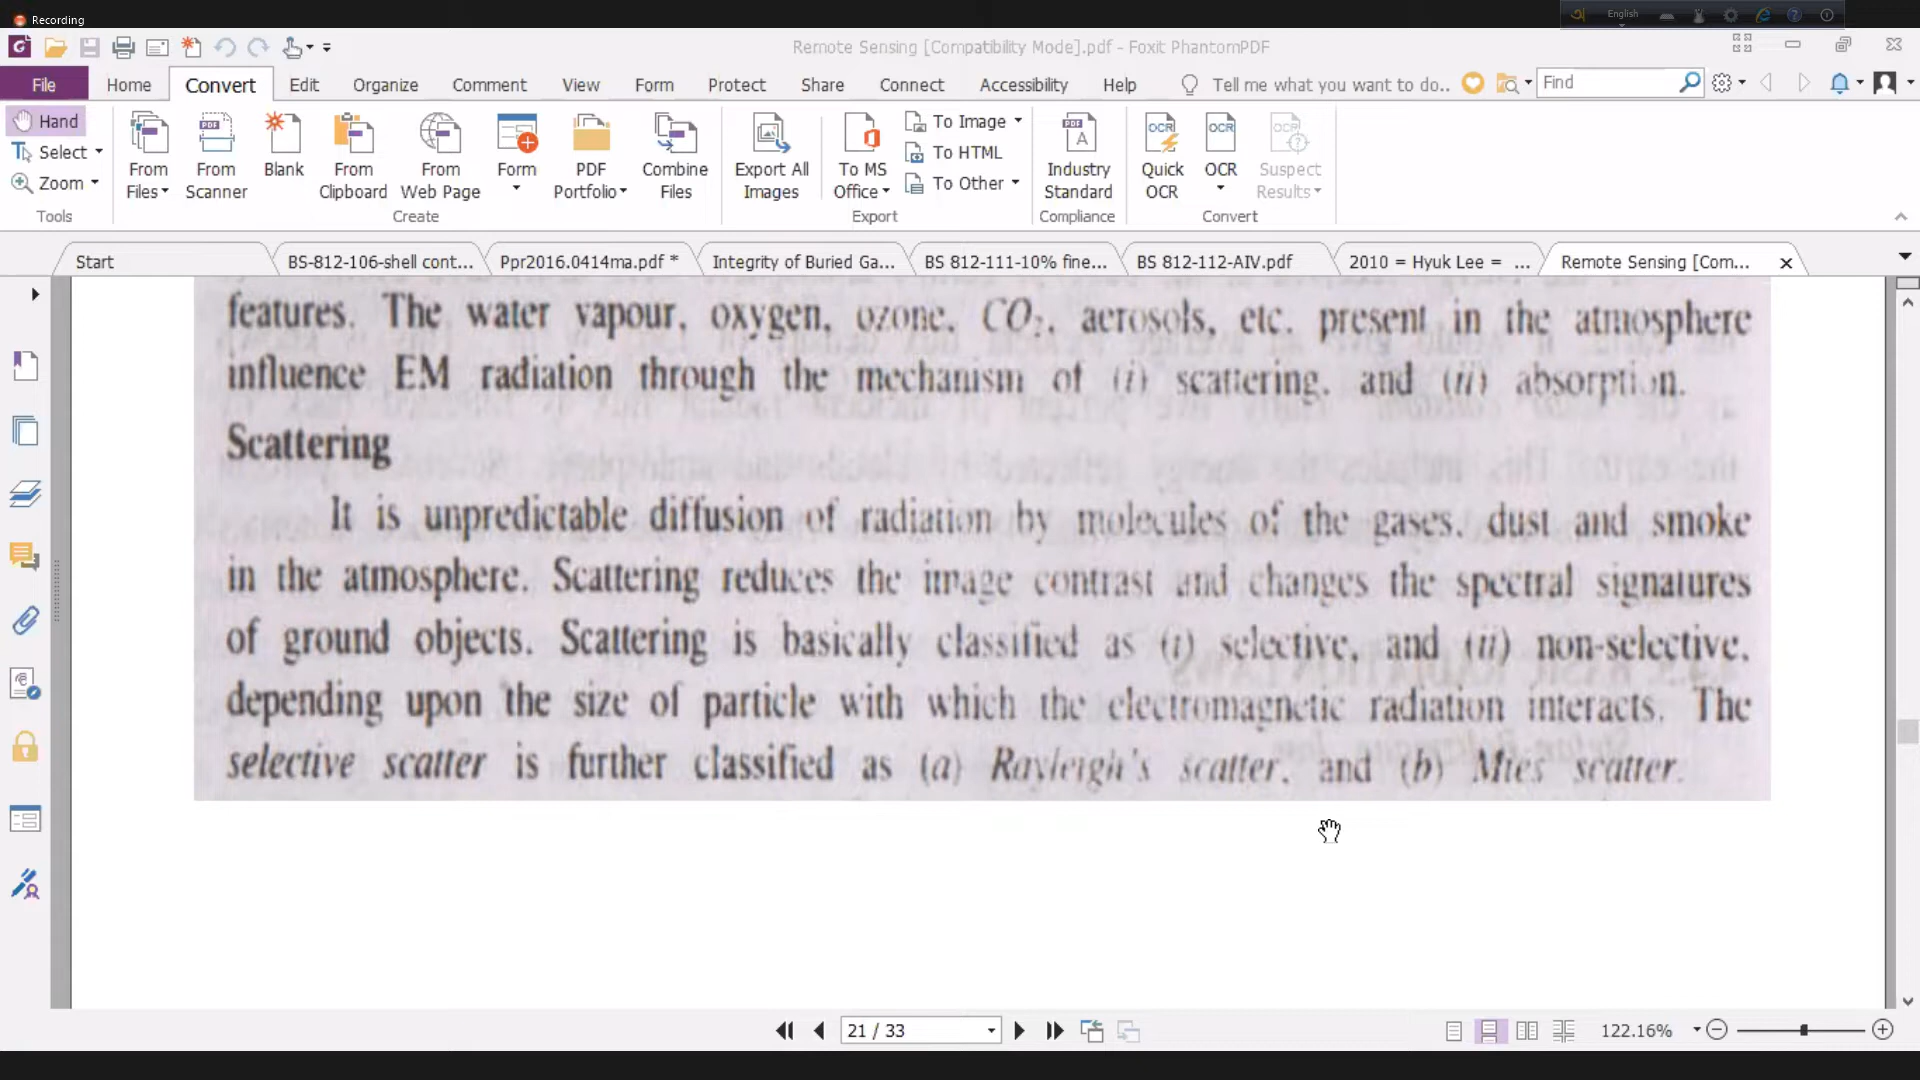 Recording
English
Remote Sensing [Compatibility Mode].pdf - Foxit PhantomPDF
File Home Convert Edit Organize Comment View Form Protect Share Connect Accessibility Help Tell me what you want to do.. Find
Hand
Select
Zoom
Tools
From Files
From Scanner
Blank
From Clipboard
From Web Page
Form
PDF Portfolio
Combine Files
Create
Export All Images
To MS Office
To Image
To HTML
To Other
Export
Industry Standard
Compliance
Quick OCR
OCR
Suspect Results
Convert
Start BS-812-106-shell cont... Ppr2016.0414ma.pdf * Integrity of Buried Ga... BS 812-111-10% fine... BS 812-112-AIV.pdf 2010 = Hyuk Lee = ... Remote Sensing [Com...
features. The water vapour, oxygen, ozone, CO2, aerosols, etc. present in the atmosphere
influence EM radiation through the mechanism of (i) scattering, and (ii) absorption.
Scattering
It is unpredictable diffusion of radiation by molecules of the gases, dust and smoke
in the atmosphere. Scattering reduces the image contrast and changes the spectral signatures
of ground objects. Scattering is basically classified as (i) selective, and (ii) non-selective,
depending upon the size of particle with which the electromagnetic radiation interacts. The
selective scatter is further classified as (a) Rayleigh's scatter, and (b) Mies scatter.
21 / 33
122.16%